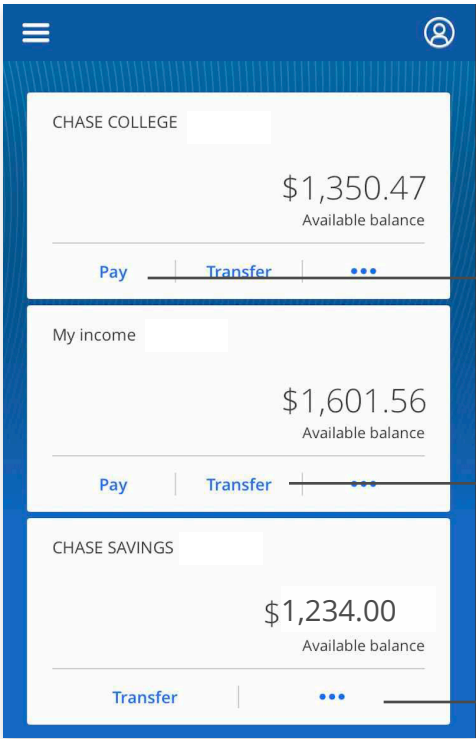 CHASE COLLEGE
$1,350.47
Available balance
Pay Transfer
My income
$1,601.56
Available balance
Pay Transfer
CHASE SAVINGS
$1,234.00
Available balance
Transfer